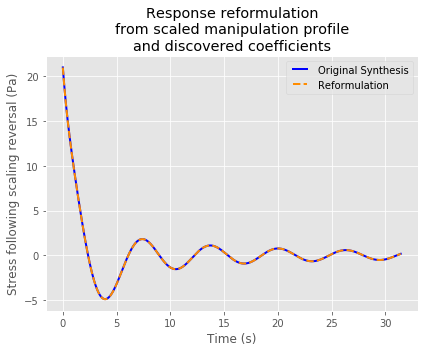 Response reformulation
from scaled manipulation profile
and discovered coefficients
Original Synthesis
Reformulation
Stress following scaling reversal (Pa)
20
15
10
5
0
−5
0
5
10
15
20
25
30
Time (s)